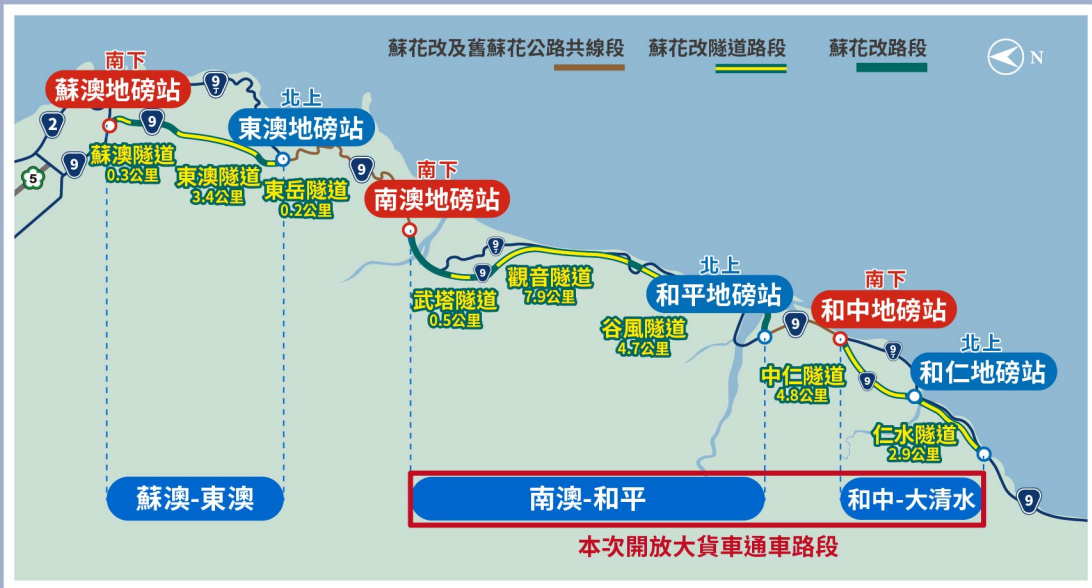 蘇花改及舊蘇花公路共線段
蘇花改隧道路段
蘇花改路段
N
南下
蘇澳地磅站
9丁
北上
東澳地磅站
2
9
9
5
蘇澳隧道
0.3公里
東澳隧道
3.4公里
東岳隧道
0.2公里
9
南下
南澳地磅站
9丁
9
武塔隧道
0.5公里
觀音隧道
7.9公里
谷風隧道
4.7公里
北上
和平地磅站
9
南下
和中地磅站
9丁
9
中仁隧道
4.8公里
北上
和仁地磅站
仁水隧道
2.9公里
9
蘇澳-東澳
南澳-和平
和中-大清水
本次開放大貨車通車路段